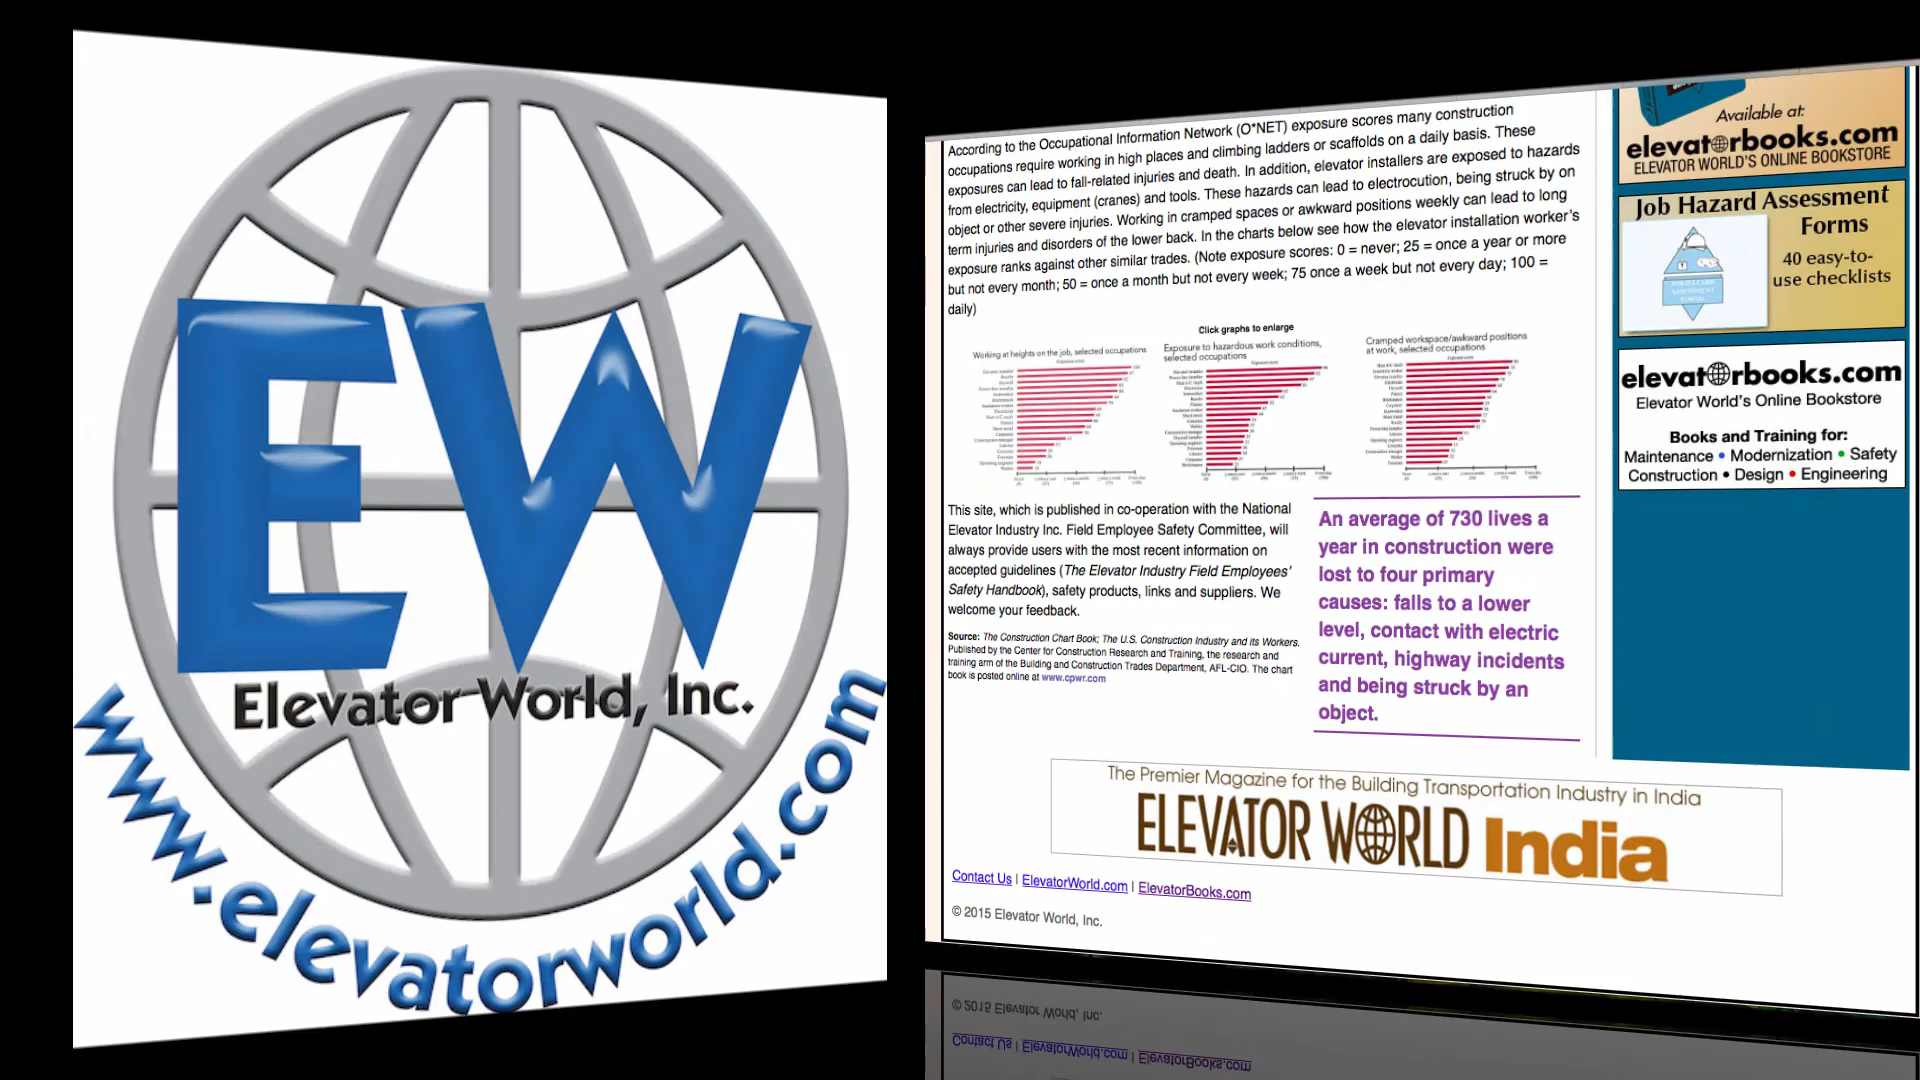 EW
Elevator World, Inc.
www.elevatorworld.com
According to the Occupational Information Network (O*NET) exposure scores many construction
occupations require working in high places and climbing ladders or scaffolds on a daily basis. These
exposures can lead to fall-related injuries and death. In addition, elevator installers are exposed to hazards
from electricity, equipment (cranes) and tools. These hazards can lead to electrocution, being struck by on
object or other severe injuries. Working in cramped spaces or awkward positions weekly can lead to long
term injuries and disorders of the lower back. In the charts below see how the elevator installation worker's
exposure ranks against other similar trades. (Note exposure scores: 0 = never; 25 = once a year or more
but not every month; 50 = once a month but not every week; 75 once a week but not every day; 100 =
daily)
Click graphs to enlarge
Working at heights on the job, selected occupations
Exposure to hazardous work conditions,
selected occupations
Cramped workspace/awkward positions
at work, selected occupations
This site, which is published in co-operation with the National
Elevator Industry Inc. Field Employee Safety Committee, will
always provide users with the most recent information on
accepted guidelines (The Elevator Industry Field Employees'
Safety Handbook), safety products, links and suppliers. We
welcome your feedback.
Source: The Construction Chart Book; The U.S. Construction Industry and its Workers.
Published by the Center for Construction Research and Training, the research and
training arm of the Building and Construction Trades Department, AFL-CIO. The chart
book is posted online at www.cpwr.com
An average of 730 lives a
year in construction were
lost to four primary
causes: falls to a lower
level, contact with electric
current, highway incidents
and being struck by an
object.
The Premier Magazine for the Building Transportation Industry in India
ELEVATOR WORLD India
Contact Us | ElevatorWorld.com | ElevatorBooks.com
© 2015 Elevator World, Inc.
Available at:
elevatorbooks.com
ELEVATOR WORLD'S ONLINE BOOKSTORE
Job Hazard Assessment
Forms
40 easy-to-
use checklists
elevatorbooks.com
Elevator World's Online Bookstore
Books and Training for:
Maintenance • Modernization • Safety
Construction • Design • Engineering